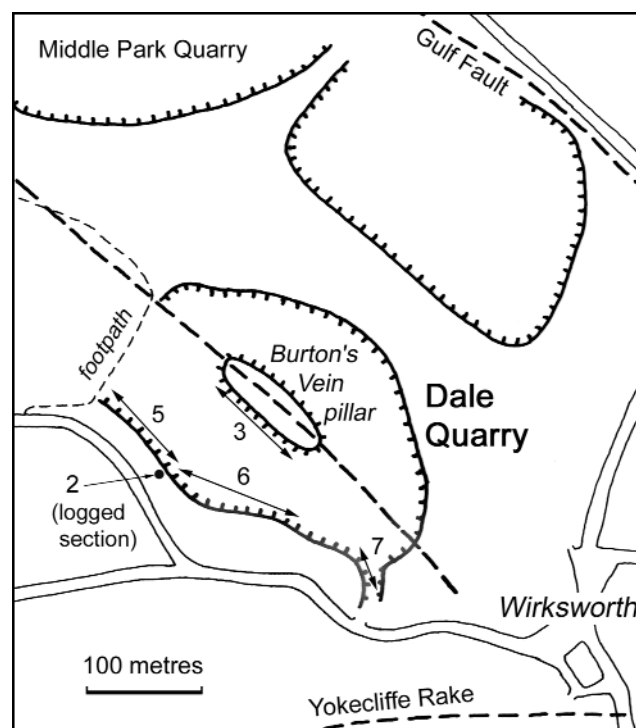 Middle Park Quarry
Gulf Fault
footpath
Burton's
Vein
pillar
Dale
Quarry
5
3
6
2
(logged
section)
7
Wirksworth
100 metres
Yokecliffe Rake